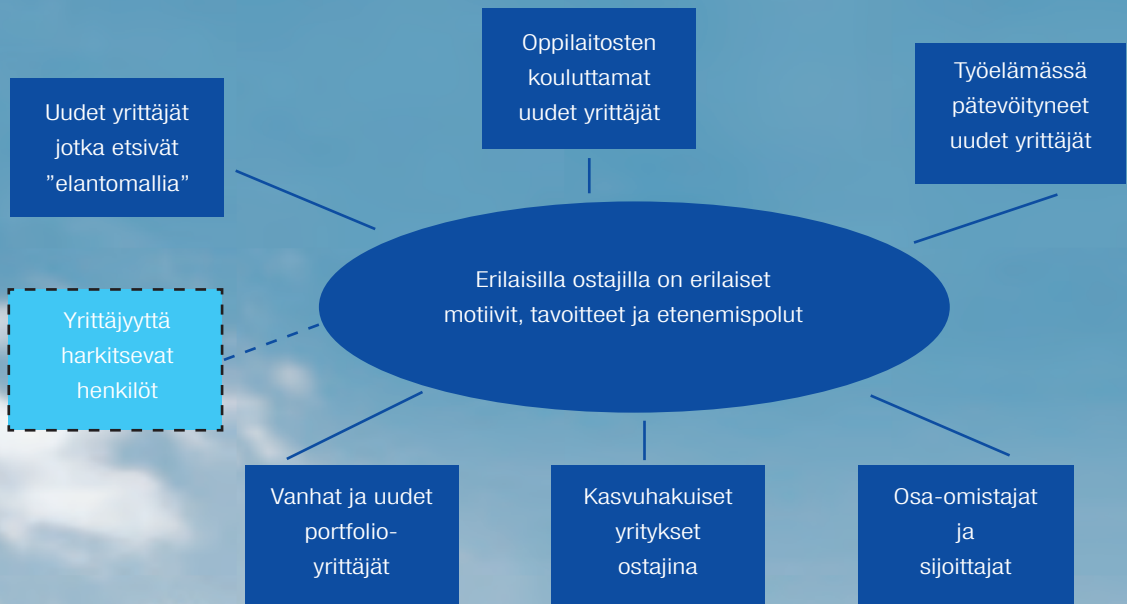 Oppilaitosten
kouluttamat
uudet yrittäjät
Työelämässä
pätevöityneet
uudet yrittäjät
Uudet yrittäjät
jotka etsivät
”elantomallia”
Erilaisilla ostajilla on erilaiset
motiivit, tavoitteet ja etenemispolut
Yrittäjyyttä
harkitsevat
henkilöt
Vanhat ja uudet
portfolio-
yrittäjät
Kasvuhakuiset
yritykset
ostajina
Osa-omistajat
ja
sijoittajat